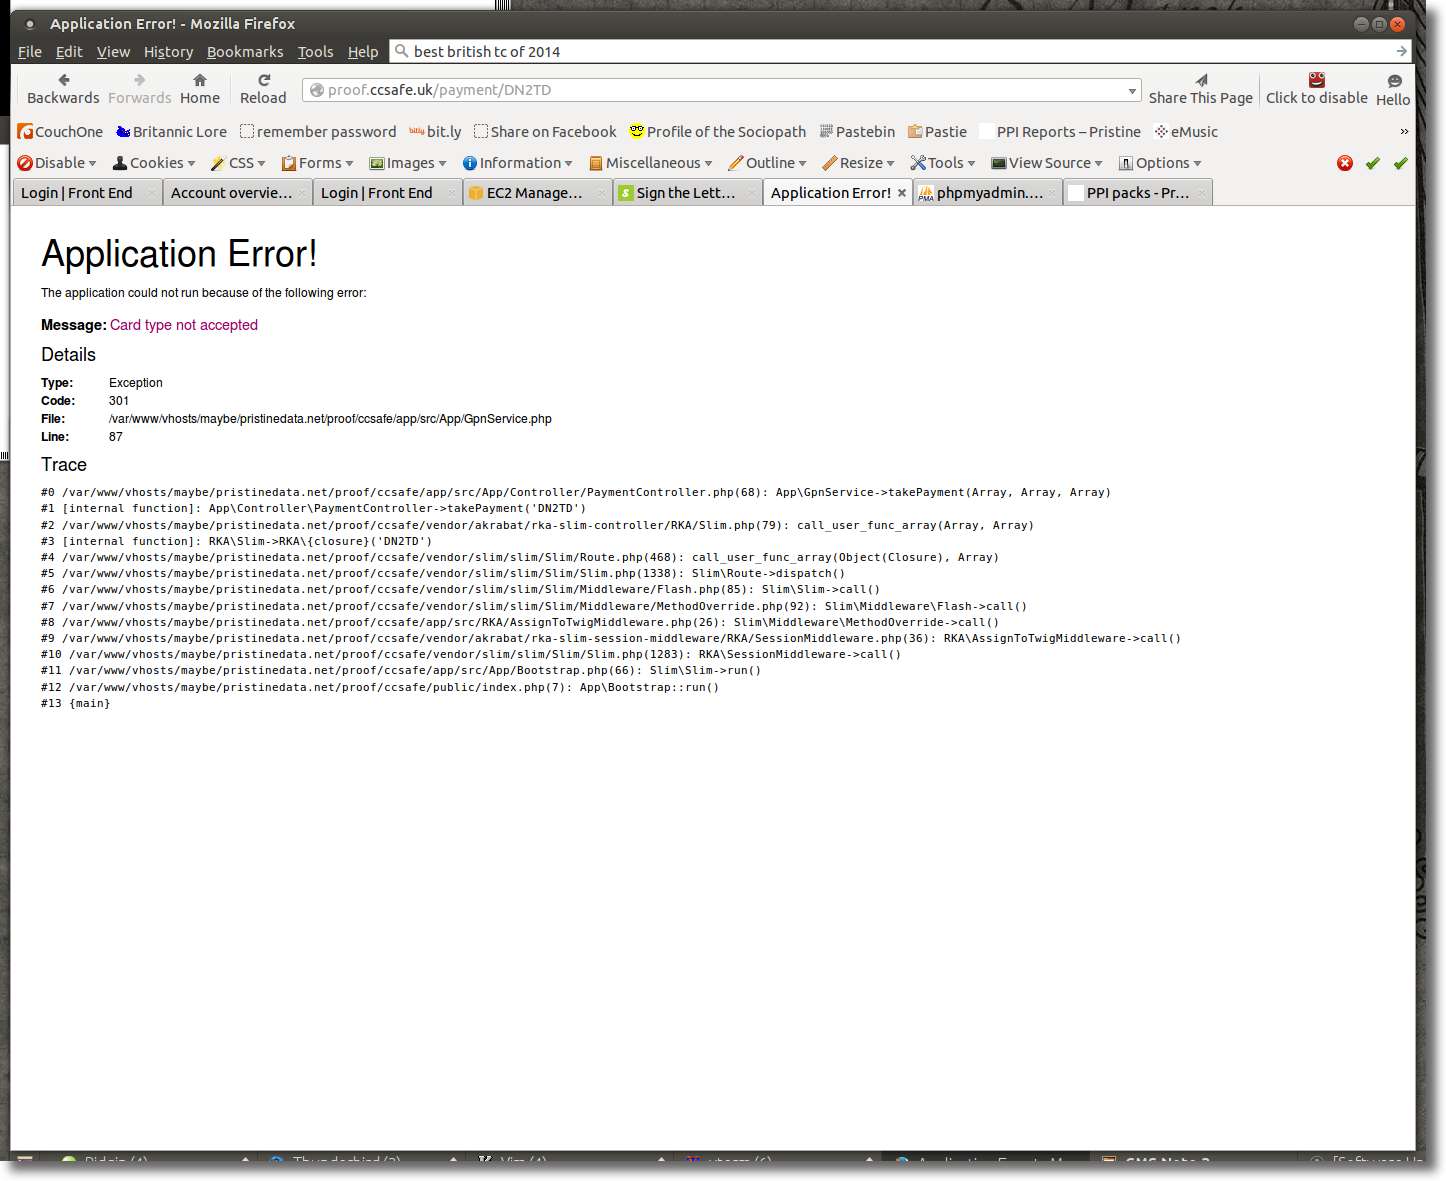 Application Error! - Mozilla Firefox
File Edit View History Bookmarks Tools Help best british tc of 2014
Backwards Forwards Home Reload proof.ccsafe.uk/payment/DN2TD Share This Page Click to disable Hello
CouchOne Britannic Lore remember password bitly bit.ly Share on Facebook Profile of the Sociopath Pastebin Pastie PPI Reports – Pristine eMusic »
Disable Cookies CSS Forms Images Information Miscellaneous Outline Resize Tools View Source Options
Login | Front End Account overvie... Login | Front End EC2 Manage... Sign the Lett... Application Error! PMA phpmyadmin.... PPI packs - Pr...
Application Error!
The application could not run because of the following error:
Message: Card type not accepted
Details
Type: Exception
Code: 301
File: /var/www/vhosts/maybe/pristinedata.net/proof/ccsafe/app/src/App/GpnService.php
Line: 87
Trace
#0 /var/www/vhosts/maybe/pristinedata.net/proof/ccsafe/app/src/App/Controller/PaymentController.php(68): App\GpnService->takePayment(Array, Array, Array)
#1 [internal function]: App\Controller\PaymentController->takePayment('DN2TD')
#2 /var/www/vhosts/maybe/pristinedata.net/proof/ccsafe/vendor/akrabat/rka-slim-controller/RKA/Slim.php(79): call_user_func_array(Array, Array)
#3 [internal function]: RKA\Slim->RKA\{closure}('DN2TD')
#4 /var/www/vhosts/maybe/pristinedata.net/proof/ccsafe/vendor/slim/slim/Slim/Route.php(468): call_user_func_array(Object(Closure), Array)
#5 /var/www/vhosts/maybe/pristinedata.net/proof/ccsafe/vendor/slim/slim/Slim/Slim.php(1338): Slim\Route->dispatch()
#6 /var/www/vhosts/maybe/pristinedata.net/proof/ccsafe/vendor/slim/slim/Slim/Middleware/Flash.php(85): Slim\Slim->call()
#7 /var/www/vhosts/maybe/pristinedata.net/proof/ccsafe/vendor/slim/slim/Slim/Middleware/MethodOverride.php(92): Slim\Middleware\Flash->call()
#8 /var/www/vhosts/maybe/pristinedata.net/proof/ccsafe/app/src/RKA/AssignToTwigMiddleware.php(26): Slim\Middleware\MethodOverride->call()
#9 /var/www/vhosts/maybe/pristinedata.net/proof/ccsafe/vendor/akrabat/rka-slim-session-middleware/RKA/SessionMiddleware.php(36): RKA\AssignToTwigMiddleware->call()
#10 /var/www/vhosts/maybe/pristinedata.net/proof/ccsafe/vendor/slim/slim/Slim/Slim.php(1283): RKA\SessionMiddleware->call()
#11 /var/www/vhosts/maybe/pristinedata.net/proof/ccsafe/app/src/App/Bootstrap.php(66): Slim\Slim->run()
#12 /var/www/vhosts/maybe/pristinedata.net/proof/ccsafe/public/index.php(7): App\Bootstrap::run()
#13 {main}